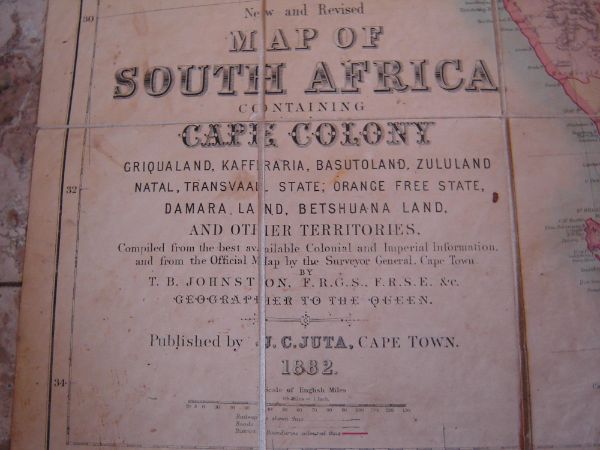 30
New and Revised
MAP OF
SOUTH AFRICA
CONTAINING
CAPE COLONY
GRIQUALAND, KAFFRARIA, BASUTOLAND, ZULULAND
32
NATAL, TRANSVAAL STATE, ORANGE FREE STATE,
DAMARA LAND, BETSHUANA LAND,
AND OTHER TERRITORIES.
Compiled from the best available Colonial and Imperial Information,
and from the Official Map by the Surveyor General, Cape Town
BY
T. B. JOHNSTON, F.R.G.S., F.R.S.E. &c.
GEOGRAPHER TO THE QUEEN.
Published by J. C. JUTA, CAPE TOWN.
1882.
34
Scale of English Miles